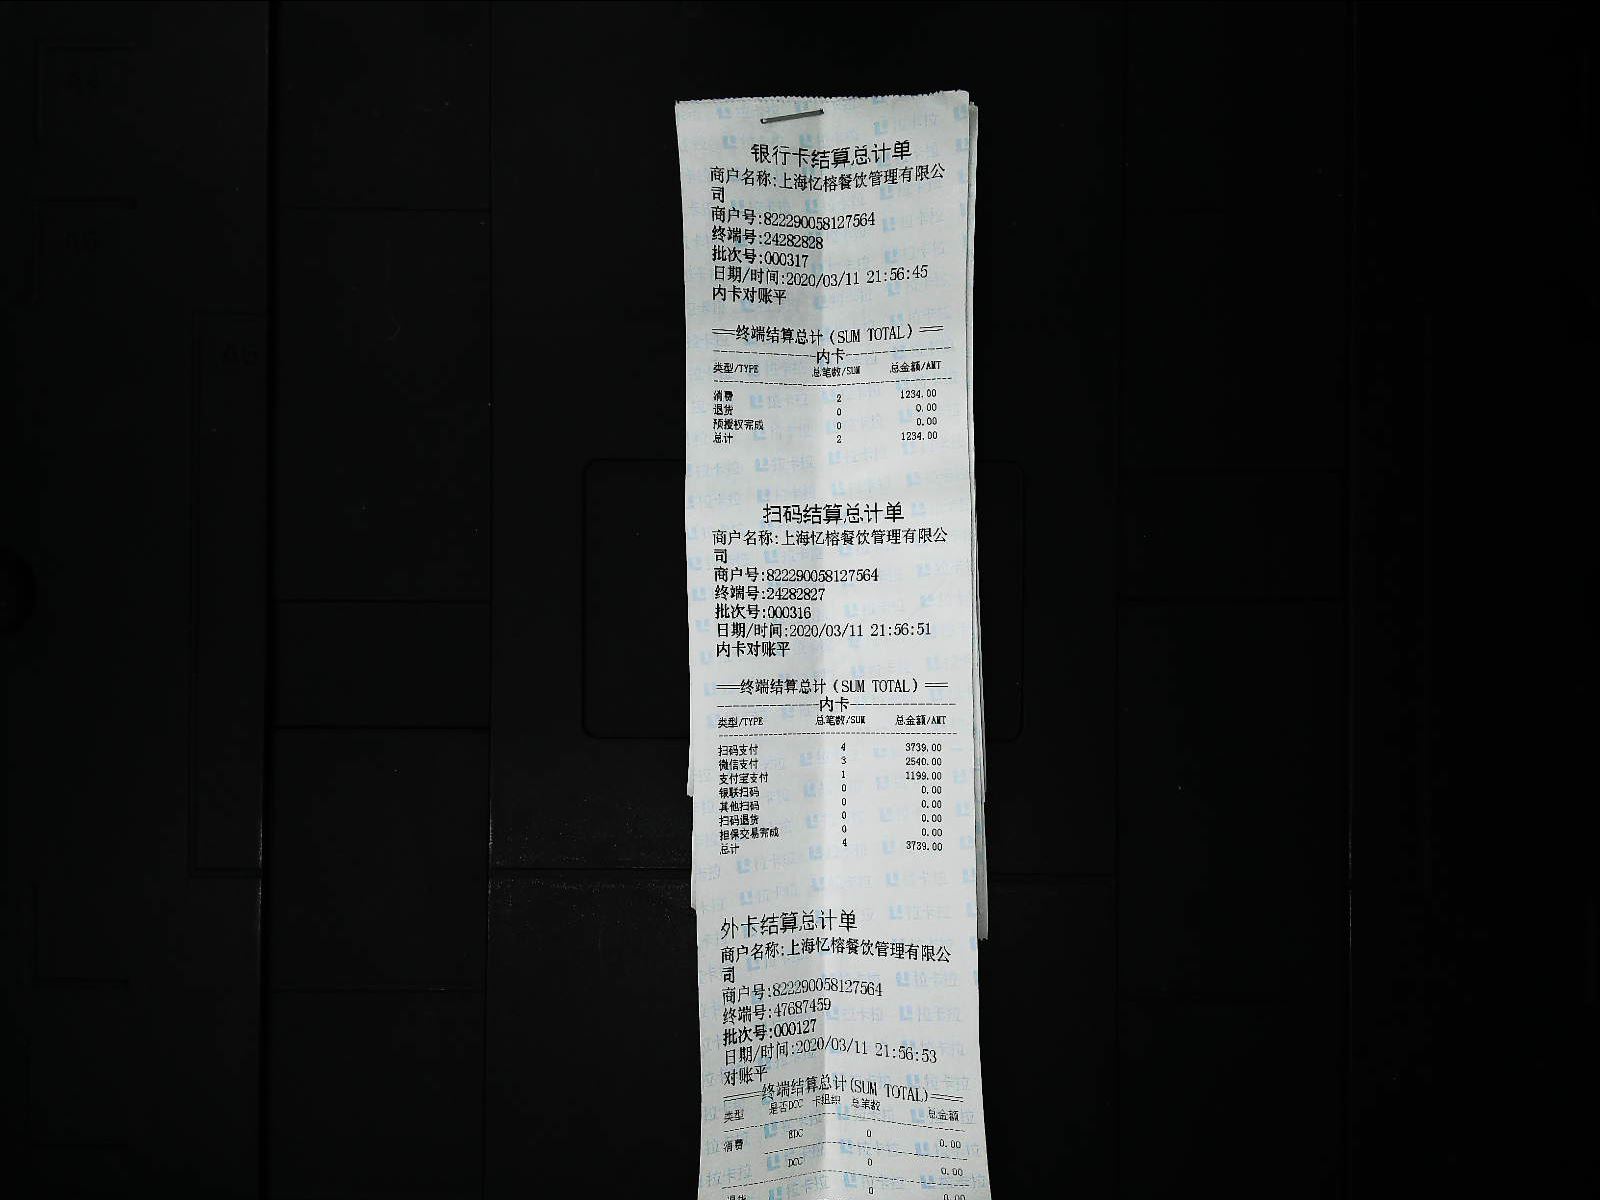 银行卡结算总计单
商户名称:上海忆榕餐饮管理有限公
司
商户号:822290058127564
终端号:24282828
批次号:000317
日期/时间:2020/03/11 21:56:45
内卡对账平
===终端结算总计(SUM TOTAL)===
内卡
类型/TYPE 总笔数/SUM 总金额/AMT
消费 2 1234.00
退货 0 0.00
预授权完成 0 0.00
总计 2 1234.00
扫码结算总计单
商户名称:上海忆榕餐饮管理有限公
司
商户号:822290058127564
终端号:24282827
批次号:000316
日期/时间:2020/03/11 21:56:51
内卡对账平
===终端结算总计(SUM TOTAL)===
内卡
类型/TYPE 总笔数/SUM 总金额/AMT
扫码支付 4 3739.00
微信支付 3 2540.00
支付宝支付 1 1199.00
银联扫码 0 0.00
其他扫码 0 0.00
扫码退货 0 0.00
担保交易完成 0 0.00
总计 4 3739.00
外卡结算总计单
商户名称:上海忆榕餐饮管理有限公
司
商户号:822290058127564
终端号:47687459
批次号:000127
日期/时间:2020/03/11 21:56:53
对账平
终端结算总计(SUM TOTAL)
类型 是否DCC 卡组织 总笔数 总金额
消费 EDC 0 0.00
DCC 0 0.00
退货 0 0.00